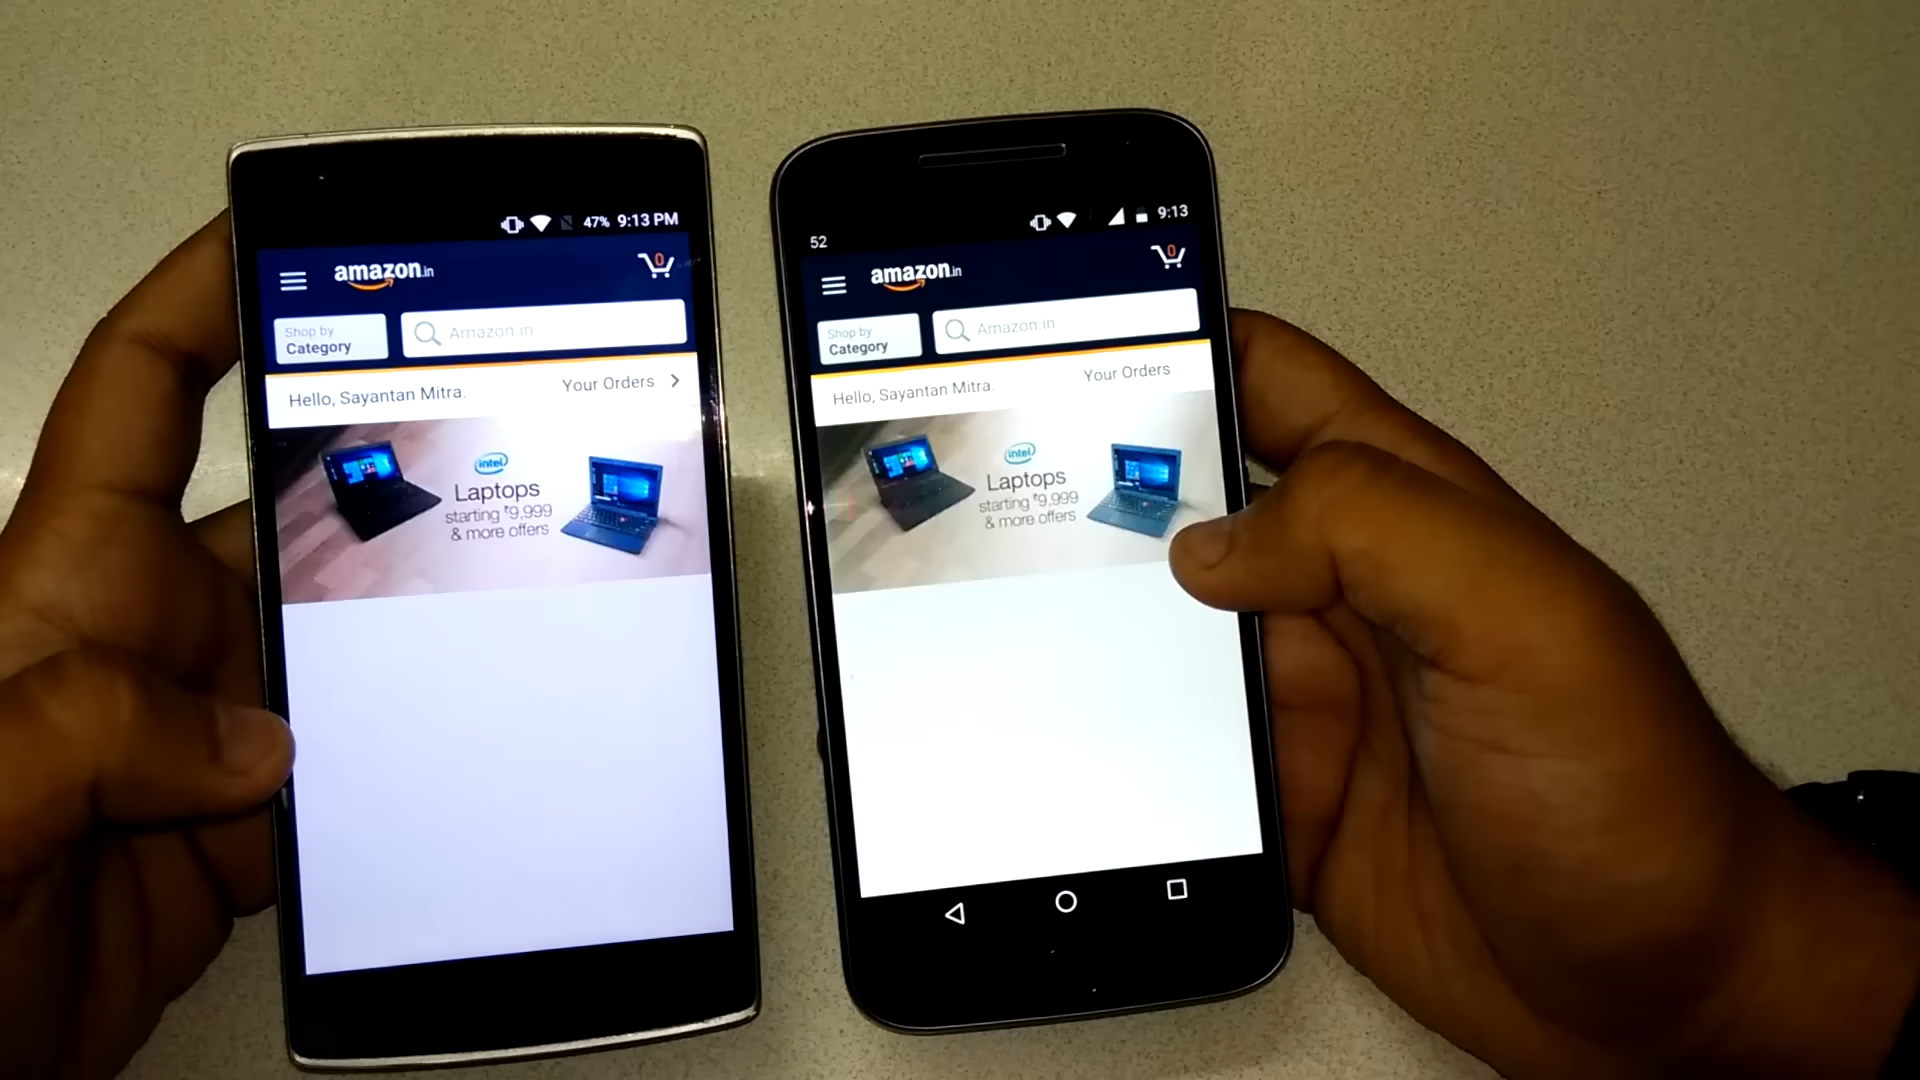 47% 9:13 PM
amazon.in
0
Shop by
Category
Amazon.in
Hello, Sayantan Mitra.
Your Orders
intel
Laptops
starting ₹9,999
& more offers
52
9:13
amazon.in
0
Shop by
Category
Amazon.in
Hello, Sayantan Mitra.
Your Orders
intel
Laptops
starting ₹9,999
& more offers